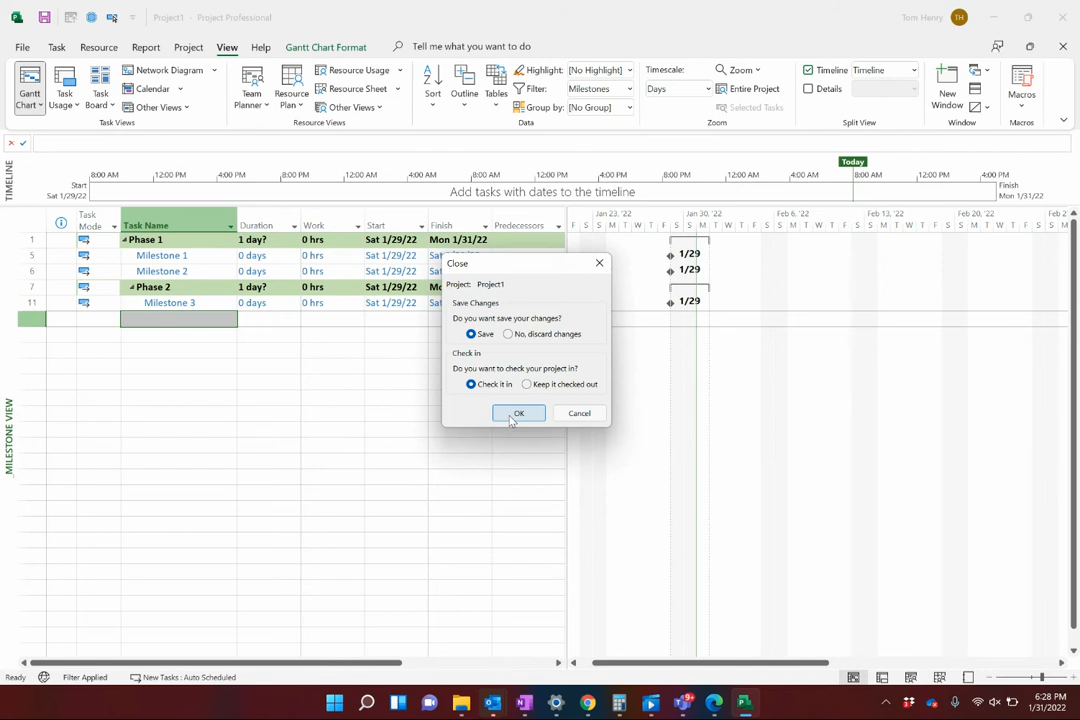 Project1 - Project Professional
Tom Henry
TH
File Task Resource Report Project View Help Gantt Chart Format Tell me what you want to do
Gantt Chart
Task Usage
Task Board
Network Diagram
Calendar
Other Views
Task Views
Team Planner
Resource Plan
Resource Usage
Resource Sheet
Other Views
Resource Views
Sort
Outline
Tables
Highlight: [No Highlight]
Filter: Milestones
Group by: [No Group]
Data
Timescale:
Days
Zoom
Entire Project
Selected Tasks
Zoom
Timeline Timeline
Details
Split View
New Window
Window
Macros
Macros
TIMELINE
Today
8:00 AM 12:00 PM 4:00 PM 8:00 PM 12:00 AM 4:00 AM 8:00 AM 12:00 PM 4:00 PM 8:00 PM 12:00 AM 4:00 AM 8:00 AM 12:00 PM 4:00 PM
Start
Sat 1/29/22
Add tasks with dates to the timeline
Finish
Mon 1/31/22
Task Mode Task Name Duration Work Start Finish Predecessors
Jan 23, '22 Jan 30, '22 Feb 6, '22 Feb 13, '22 Feb 20, '22 Feb 2
F S S M T W T F S S M T W T F S S M T W T F S S M T W T F S S M T W T F S S M
1 Phase 1 1 day? 0 hrs Sat 1/29/22 Mon 1/31/22
5 Milestone 1 0 days 0 hrs Sat 1/29/22 1/29
6 Milestone 2 0 days 0 hrs Sat 1/29/22 1/29
7 Phase 2 1 day? 0 hrs Sat 1/29/22
11 Milestone 3 0 days 0 hrs Sat 1/29/22 1/29
_MILESTONE VIEW
Close
Project: Project1
Save Changes
Do you want save your changes?
Save No, discard changes
Check in
Do you want to check your project in?
Check it in Keep it checked out
OK Cancel
Ready Filter Applied New Tasks : Auto Scheduled
6:28 PM
1/31/2022